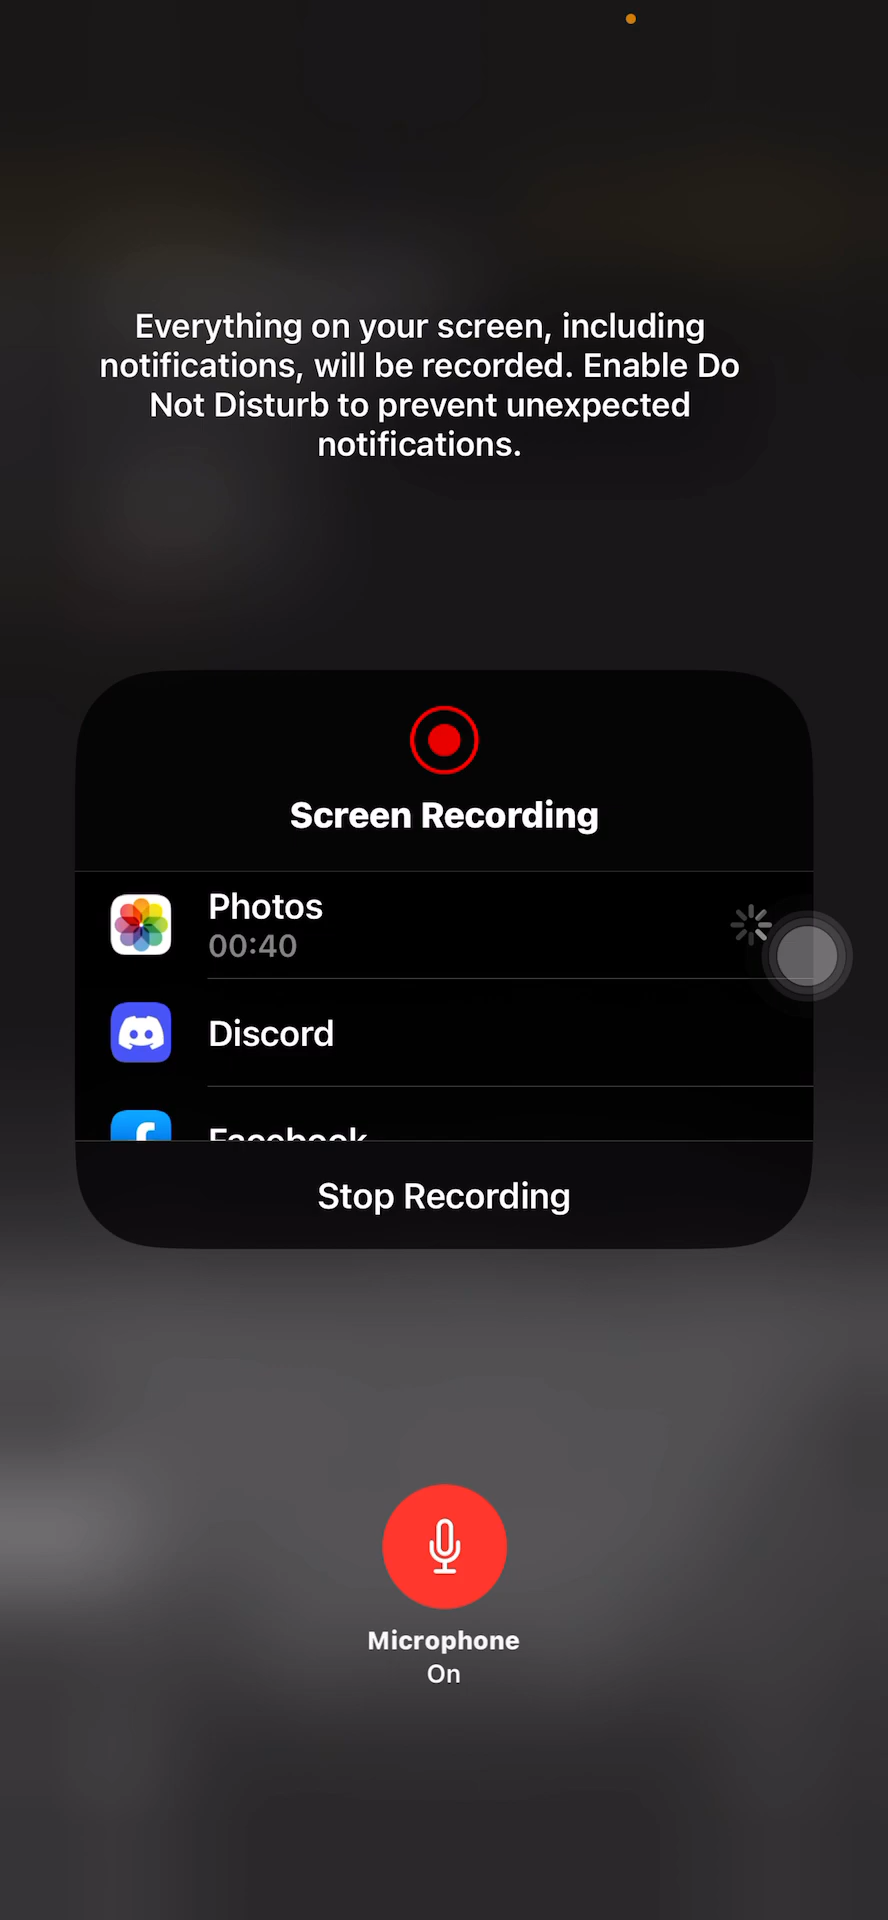 Everything on your screen, including
notifications, will be recorded. Enable Do
Not Disturb to prevent unexpected
notifications.
Screen Recording
Photos
00:40
Discord
Facebook
Stop Recording
Microphone
On